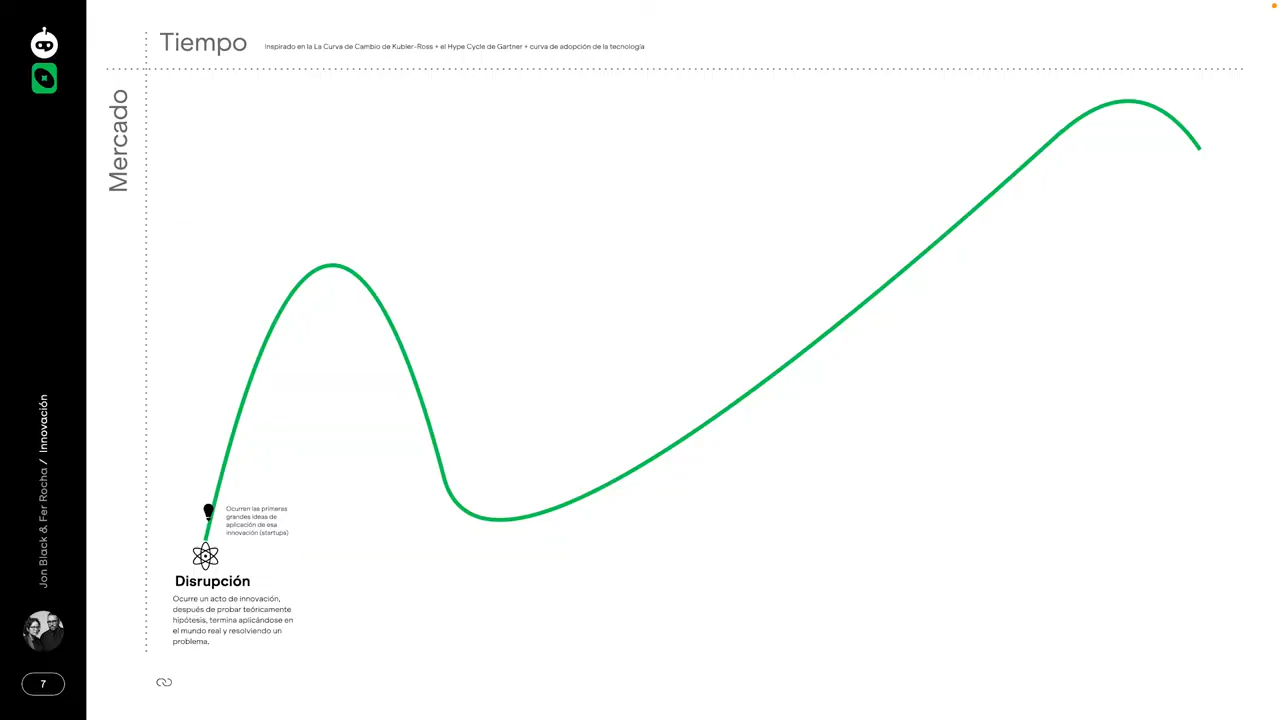 Tiempo
Inspirado en la La Curva de Cambio de Kubler-Ross + el Hype Cycle de Gartner + curva de adopción de la tecnología
Mercado
Ocurren las primeras
grandes ideas de
aplicación de esa
innovación (startups)
Disrupción
Ocurre un acto de innovación,
después de probar teóricamente
hipótesis, termina aplicándose en
el mundo real y resolviendo un
problema.
Jon Black & Fer Rocha / Innovación
7